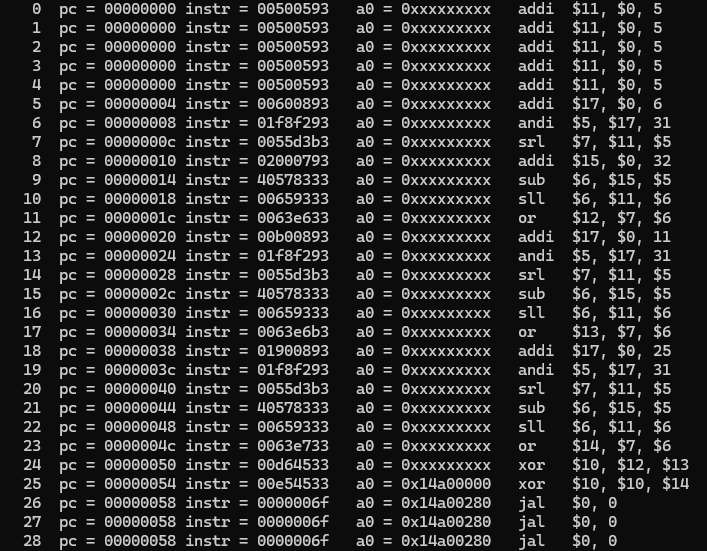 0 pc = 00000000 instr = 00500593 a0 = 0xxxxxxxxx addi $11, $0, 5
1 pc = 00000000 instr = 00500593 a0 = 0xxxxxxxxx addi $11, $0, 5
2 pc = 00000000 instr = 00500593 a0 = 0xxxxxxxxx addi $11, $0, 5
3 pc = 00000000 instr = 00500593 a0 = 0xxxxxxxxx addi $11, $0, 5
4 pc = 00000000 instr = 00500593 a0 = 0xxxxxxxxx addi $11, $0, 5
5 pc = 00000004 instr = 00600893 a0 = 0xxxxxxxxx addi $17, $0, 6
6 pc = 00000008 instr = 01f8f293 a0 = 0xxxxxxxxx andi $5, $17, 31
7 pc = 0000000c instr = 0055d3b3 a0 = 0xxxxxxxxx srl $7, $11, $5
8 pc = 00000010 instr = 02000793 a0 = 0xxxxxxxxx addi $15, $0, 32
9 pc = 00000014 instr = 40578333 a0 = 0xxxxxxxxx sub $6, $15, $5
10 pc = 00000018 instr = 00659333 a0 = 0xxxxxxxxx sll $6, $11, $6
11 pc = 0000001c instr = 0063e633 a0 = 0xxxxxxxxx or $12, $7, $6
12 pc = 00000020 instr = 00b00893 a0 = 0xxxxxxxxx addi $17, $0, 11
13 pc = 00000024 instr = 01f8f293 a0 = 0xxxxxxxxx andi $5, $17, 31
14 pc = 00000028 instr = 0055d3b3 a0 = 0xxxxxxxxx srl $7, $11, $5
15 pc = 0000002c instr = 40578333 a0 = 0xxxxxxxxx sub $6, $15, $5
16 pc = 00000030 instr = 00659333 a0 = 0xxxxxxxxx sll $6, $11, $6
17 pc = 00000034 instr = 0063e6b3 a0 = 0xxxxxxxxx or $13, $7, $6
18 pc = 00000038 instr = 01900893 a0 = 0xxxxxxxxx addi $17, $0, 25
19 pc = 0000003c instr = 01f8f293 a0 = 0xxxxxxxxx andi $5, $17, 31
20 pc = 00000040 instr = 0055d3b3 a0 = 0xxxxxxxxx srl $7, $11, $5
21 pc = 00000044 instr = 40578333 a0 = 0xxxxxxxxx sub $6, $15, $5
22 pc = 00000048 instr = 00659333 a0 = 0xxxxxxxxx sll $6, $11, $6
23 pc = 0000004c instr = 0063e733 a0 = 0xxxxxxxxx or $14, $7, $6
24 pc = 00000050 instr = 00d64533 a0 = 0xxxxxxxxx xor $10, $12, $13
25 pc = 00000054 instr = 00e54533 a0 = 0x14a00000 xor $10, $10, $14
26 pc = 00000058 instr = 0000006f a0 = 0x14a00280 jal $0, 0
27 pc = 00000058 instr = 0000006f a0 = 0x14a00280 jal $0, 0
28 pc = 00000058 instr = 0000006f a0 = 0x14a00280 jal $0, 0